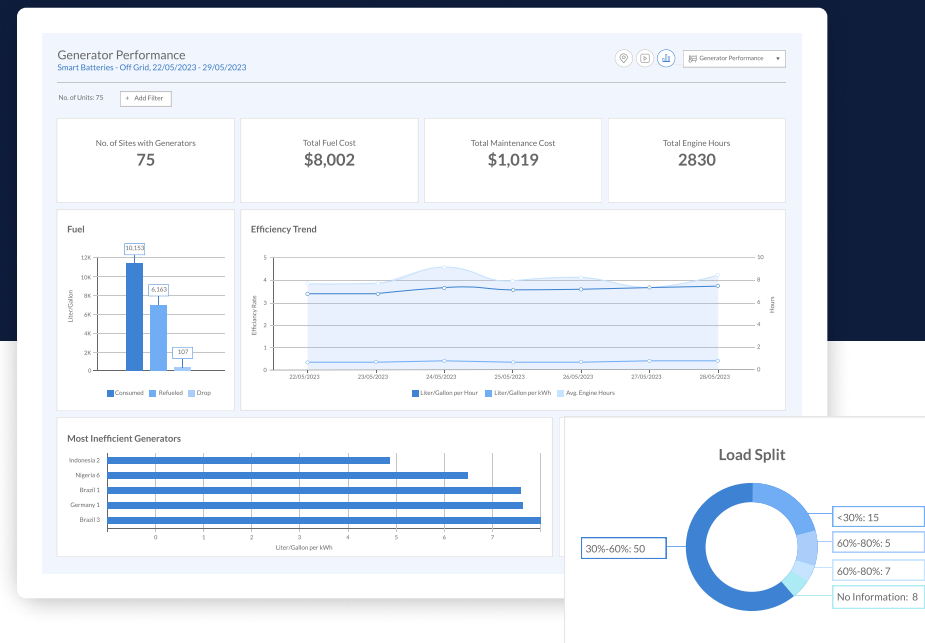 Generator Performance
Smart Batteries - Off Grid, 22/05/2023 - 29/05/2023
Generator Performance
No. of Units: 75
+ Add Filter
No. of Sites with Generators
75
Total Fuel Cost
$8,002
Total Maintenance Cost
$1,019
Total Engine Hours
2830
Fuel
10,153
6,163
107
12K
10K
8K
6K
4K
2K
0
Liter/Gallon
Consumed
Refueled
Drop
Efficiency Trend
5
4
3
2
1
0
Efficiency Rate
10
8
6
4
2
0
Hours
22/05/2023
23/05/2023
24/05/2023
25/05/2023
26/05/2023
27/05/2023
28/05/2023
Liter/Gallon per Hour
Liter/Gallon per kWh
Avg. Engine Hours
Most Inefficient Generators
Indonesia 2
Nigeria 6
Brazil 1
Germany 1
Brazil 3
0 1 2 3 4 5 6 7
Liter/Gallon per kWh
Load Split
30%-60%: 50
<30%: 15
60%-80%: 5
60%-80%: 7
No Information: 8